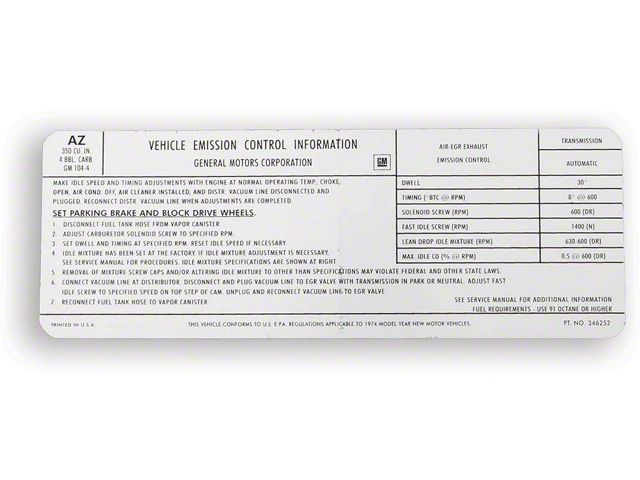 AZ
350 CU. IN.
4 BBL. CARB.
GM 104-4
VEHICLE EMISSION CONTROL INFORMATION
GENERAL MOTORS CORPORATION
GM
AIR-EGR EXHAUST
EMISSION CONTROL
TRANSMISSION
AUTOMATIC
MAKE IDLE SPEED AND TIMING ADJUSTMENTS WITH ENGINE AT NORMAL OPERATING TEMP., CHOKE,
OPEN, AIR COND. OFF, AIR CLEANER INSTALLED, AND DISTR. VACUUM LINE DISCONNECTED AND
PLUGGED. RECONNECT DISTR. VACUUM LINE WHEN ADJUSTMENTS ARE COMPLETED.
SET PARKING BRAKE AND BLOCK DRIVE WHEELS.
1. DISCONNECT FUEL TANK HOSE FROM VAPOR CANISTER.
2. ADJUST CARBURETOR SOLENOID SCREW TO SPECIFIED RPM.
3. SET DWELL AND TIMING AT SPECIFIED RPM. RESET IDLE SPEED IF NECESSARY.
4. IDLE MIXTURE HAS BEEN SET AT THE FACTORY. IF IDLE MIXTURE ADJUSTMENT IS NECESSARY,
SEE SERVICE MANUAL FOR PROCEDURES. IDLE MIXTURE SPECIFICATIONS ARE SHOWN AT RIGHT.
5. REMOVAL OF MIXTURE SCREW CAPS AND/OR ALTERING IDLE MIXTURE TO OTHER THAN SPECIFICATIONS MAY VIOLATE FEDERAL AND OTHER STATE LAWS.
6. CONNECT VACUUM LINE AT DISTRIBUTOR. DISCONNECT AND PLUG VACUUM LINE TO EGR VALVE WITH TRANSMISSION IN PARK OR NEUTRAL. ADJUST FAST
IDLE SCREW TO SPECIFIED SPEED ON TOP STEP OF CAM. UNPLUG AND RECONNECT VACUUM LINE TO EGR VALVE.
7. RECONNECT FUEL TANK HOSE TO VAPOR CANISTER.
DWELL 30°
TIMING (°BTC @ RPM) 8° @ 600
SOLENOID SCREW (RPM) 600 (DR)
FAST IDLE SCREW (RPM) 1400 (N)
LEAN DROP IDLE MIXTURE (RPM) 630-600 (DR)
MAX. IDLE CO (% @ RPM) 0.5 @ 600 (DR)
SEE SERVICE MANUAL FOR ADDITIONAL INFORMATION
FUEL REQUIREMENTS - USE 91 OCTANE OR HIGHER
PRINTED IN U.S.A.
THIS VEHICLE CONFORMS TO U.S. E.P.A. REGULATIONS APPLICABLE TO 1974 MODEL YEAR NEW MOTOR VEHICLES.
PT. NO. 346252